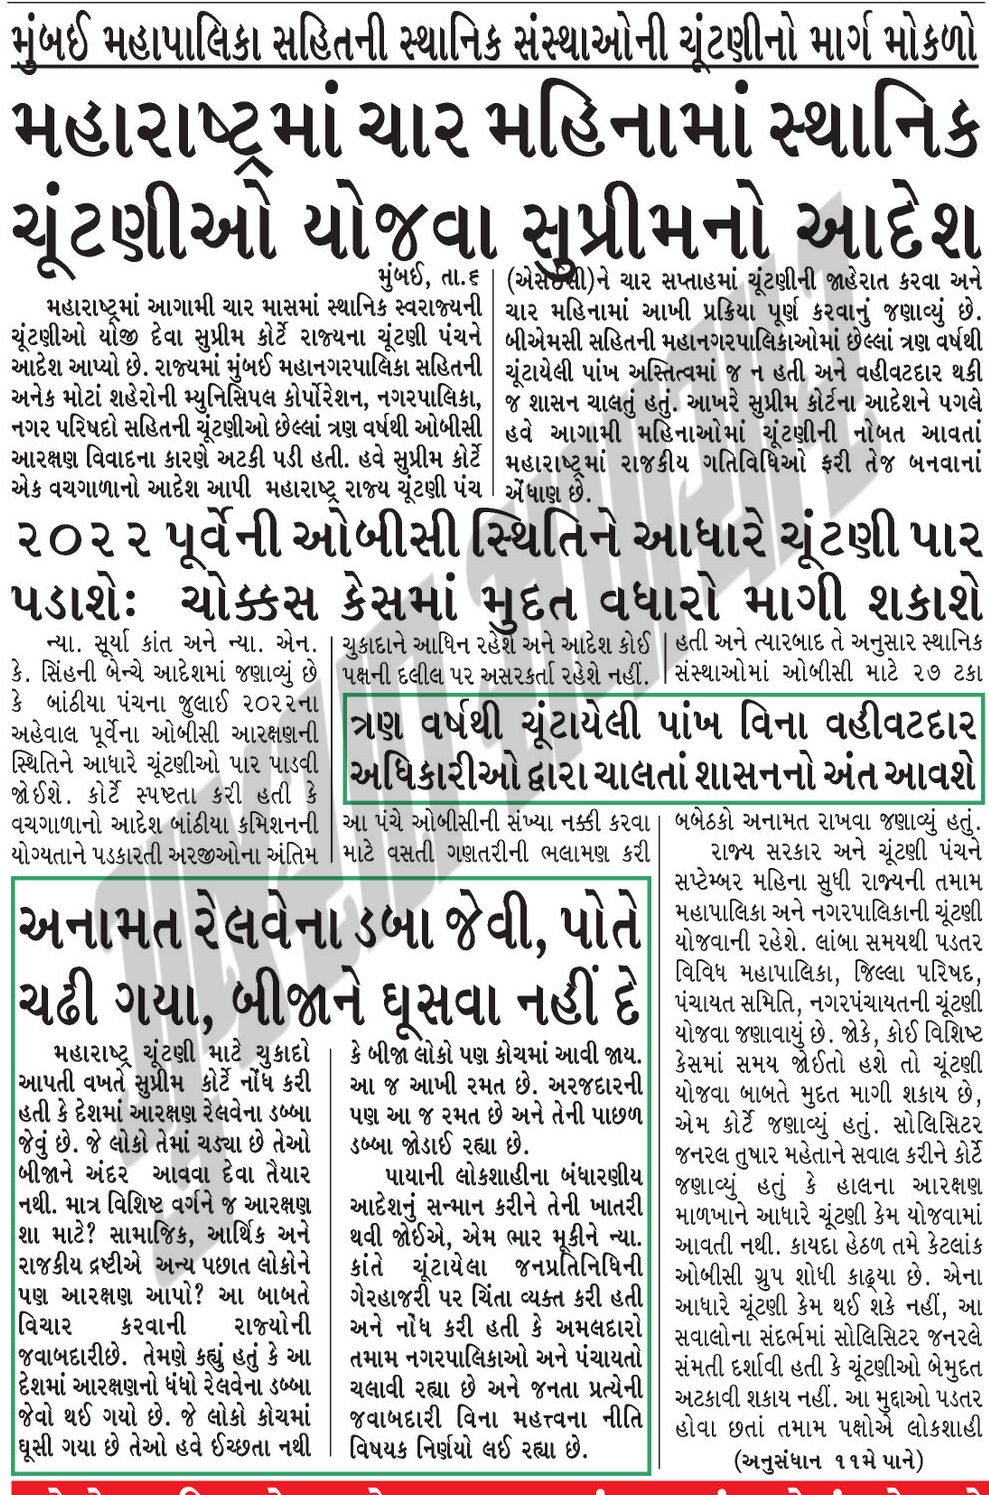 મુંબઈ મહાપાલિકા સહિતની સ્થાનિક સંસ્થાઓની ચૂંટણીનો માર્ગ મોકળો
મહારાષ્ટ્રમાં ચાર મહિનામાં સ્થાનિક
ચૂંટણીઓ યોજવા સુપ્રીમનો આદેશ
મુંબઈ, તા.૬
મહારાષ્ટ્રમાં આગામી ચાર માસમાં સ્થાનિક સ્વરાજ્યની
ચૂંટણીઓ યોજી દેવા સુપ્રીમ કોર્ટે રાજ્યના ચૂંટણી પંચને
આદેશ આપ્યો છે. રાજ્યમાં મુંબઈ મહાનગરપાલિકા સહિતની
અનેક મોટાં શહેરોની મ્યુનિસિપલ કોર્પોરેશન, નગરપાલિકા,
નગર પરિષદો સહિતની ચૂંટણીઓ છેલ્લાં ત્રણ વર્ષથી ઓબીસી
આરક્ષણ વિવાદના કારણે અટકી પડી હતી. હવે સુપ્રીમ કોર્ટે
એક વચગાળાનો આદેશ આપી મહારાષ્ટ્ર રાજ્ય ચૂંટણી પંચ
(એસઈસી)ને ચાર સપ્તાહમાં ચૂંટણીની જાહેરાત કરવા અને
ચાર મહિનામાં આખી પ્રક્રિયા પૂર્ણ કરવાનું જણાવ્યું છે.
બીએમસી સહિતની મહાનગરપાલિકાઓમાં છેલ્લાં ત્રણ વર્ષથી
ચૂંટાયેલી પાંખ અસ્તિત્વમાં જ ન હતી અને વહીવટદાર થકી
જ શાસન ચાલતું હતું. આખરે સુપ્રીમ કોર્ટના આદેશને પગલે
હવે આગામી મહિનાઓમાં ચૂંટણીની નોબત આવતાં
મહારાષ્ટ્રમાં રાજકીય ગતિવિધિઓ ફરી તેજ બનવાનાં
એંધાણ છે.
૨૦૨૨ પૂર્વેની ઓબીસી સ્થિતિને આધારે ચૂંટણી પાર
પડાશેઃ ચોક્કસ કેસમાં મુદત વધારો માગી શકાશે
ન્યા. સૂર્યા કાંત અને ન્યા. એન.
કે. સિંહની બેન્ચે આદેશમાં જણાવ્યું છે
કે બાંઠીયા પંચના જુલાઈ ૨૦૨૨ના
અહેવાલ પૂર્વેના ઓબીસી આરક્ષણની
સ્થિતિને આધારે ચૂંટણીઓ પાર પાડવી
જોઈશે. કોર્ટે સ્પષ્ટતા કરી હતી કે
વચગાળાનો આદેશ બાંઠીયા કમિશનની
યોગ્યતાને પડકારતી અરજીઓના અંતિમ
ચુકાદાને આધિન રહેશે અને આદેશ કોઈ
પક્ષની દલીલ પર અસરકર્તા રહેશે નહીં.
હતી અને ત્યારબાદ તે અનુસાર સ્થાનિક
સંસ્થાઓમાં ઓબીસી માટે ૨૭ ટકા
ત્રણ વર્ષથી ચૂંટાયેલી પાંખ વિના વહીવટદાર
અધિકારીઓ દ્વારા ચાલતાં શાસનનો અંત આવશે
આ પંચે ઓબીસીની સંખ્યા નક્કી કરવા
માટે વસતી ગણતરીની ભલામણ કરી
બબેઠકો અનામત રાખવા જણાવ્યું હતું.
રાજ્ય સરકાર અને ચૂંટણી પંચને
સપ્ટેમ્બર મહિના સુધી રાજ્યની તમામ
મહાપાલિકા અને નગરપાલિકાની ચૂંટણી
યોજવાની રહેશે. લાંબા સમયથી પડતર
વિવિધ મહાપાલિકા, જિલ્લા પરિષદ,
પંચાયત સમિતિ, નગરપંચાયતની ચૂંટણી
યોજવા જણાવાયું છે. જોકે, કોઈ વિશિષ્ટ
કેસમાં સમય જોઈતો હશે તો ચૂંટણી
યોજવા બાબતે મુદત માગી શકાય છે,
એમ કોર્ટે જણાવ્યું હતું. સોલિસિટર
જનરલ તુષાર મહેતાને સવાલ કરીને કોર્ટે
જણાવ્યું હતું કે હાલના આરક્ષણ
માળખાને આધારે ચૂંટણી કેમ યોજવામાં
આવતી નથી. કાયદા હેઠળ તમે કેટલાંક
ઓબીસી ગ્રુપ શોધી કાઢ્યા છે. એના
આધારે ચૂંટણી કેમ થઈ શકે નહીં, આ
સવાલોના સંદર્ભમાં સોલિસિટર જનરલે
સંમતી દર્શાવી હતી કે ચૂંટણીઓ બેમુદત
અટકાવી શકાય નહીં. આ મુદ્દાઓ પડતર
હોવા છતાં તમામ પક્ષોએ લોકશાહી
(અનુસંધાન ૧૧મે પાને)
અનામત રેલવેના ડબા જેવી, પોતે
ચઢી ગયા, બીજાને ઘૂસવા નહીં દે
મહારાષ્ટ્ર ચૂંટણી માટે ચુકાદો
આપતી વખતે સુપ્રીમ કોર્ટે નોંધ કરી
હતી કે દેશમાં આરક્ષણ રેલવેના ડબ્બા
જેવું છે. જે લોકો તેમાં ચડ્યા છે તેઓ
બીજાને અંદર આવવા દેવા તૈયાર
નથી. માત્ર વિશિષ્ટ વર્ગને જ આરક્ષણ
શા માટે? સામાજિક, આર્થિક અને
રાજકીય દ્રષ્ટીએ અન્ય પછાત લોકોને
પણ આરક્ષણ આપો? આ બાબતે
વિચાર કરવાની રાજ્યોની
જવાબદારીછે. તેમણે કહ્યું હતું કે આ
દેશમાં આરક્ષણનો ધંધો રેલવેના ડબ્બા
જેવો થઈ ગયો છે. જે લોકો કોચમાં
ઘૂસી ગયા છે તેઓ હવે ઈચ્છતા નથી
કે બીજા લોકો પણ કોચમાં આવી જાય.
આ જ આખી રમત છે. અરજદારની
પણ આ જ રમત છે અને તેની પાછળ
ડબ્બા જોડાઈ રહ્યા છે.
પાયાની લોકશાહીના બંધારણીય
આદેશનું સન્માન કરીને તેની ખાતરી
થવી જોઈએ, એમ ભાર મૂકીને ન્યા.
કાંતે ચૂંટાયેલા જનપ્રતિનિધિની
ગેરહાજરી પર ચિંતા વ્યક્ત કરી હતી
અને નોંધ કરી હતી કે અમલદારો
તમામ નગરપાલિકાઓ અને પંચાયતો
ચલાવી રહ્યા છે અને જનતા પ્રત્યેની
જવાબદારી વિના મહત્ત્વના નીતિ
વિષયક નિર્ણયો લઈ રહ્યા છે.